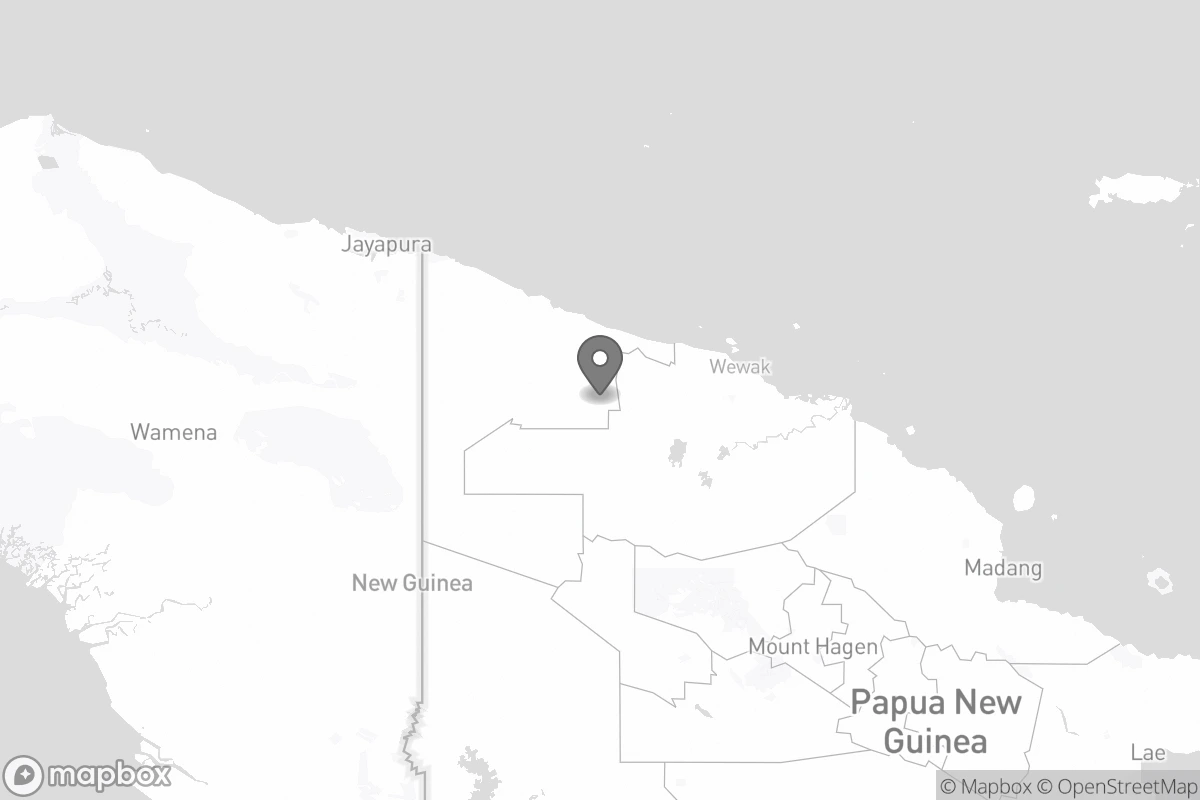 Jayapura
Wewak
Wamena
Madang
New Guinea
Mount Hagen
Papua New
Guinea
Lae
mapbox
© Mapbox © OpenStreetMap